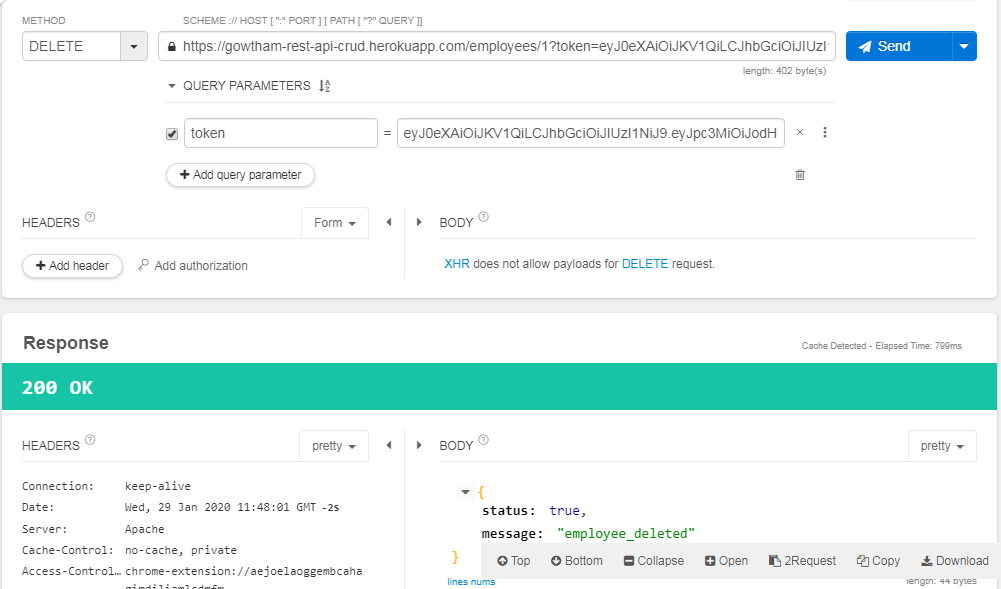 METHOD
SCHEME :// HOST [ ":" PORT ] [ PATH [ "?" QUERY ]]
DELETE
https://gowtham-rest-api-crud.herokuapp.com/employees/1?token=eyJ0eXAiOiJKV1QiLCJhbGciOiJIUzI1
Send
length: 402 byte(s)
QUERY PARAMETERS
token = eyJ0eXAiOiJKV1QiLCJhbGciOiJIUzI1NiJ9.eyJpc3MiOiJodH
Add query parameter
HEADERS ? Form
BODY ?
Add header Add authorization
XHR does not allow payloads for DELETE request.
Response
Cache Detected - Elapsed Time: 799ms
200 OK
HEADERS ? pretty
BODY ? pretty
Connection: keep-alive
Date: Wed, 29 Jan 2020 11:48:01 GMT -2s
Server: Apache
Cache-Control: no-cache, private
Access-Control… chrome-extension://aejoelaoggembcaha
gimdiliamlcdmfm
{
status: true,
message: "employee_deleted"
}
Top Bottom Collapse Open 2Request Copy Download
lines nums
length: 44 bytes